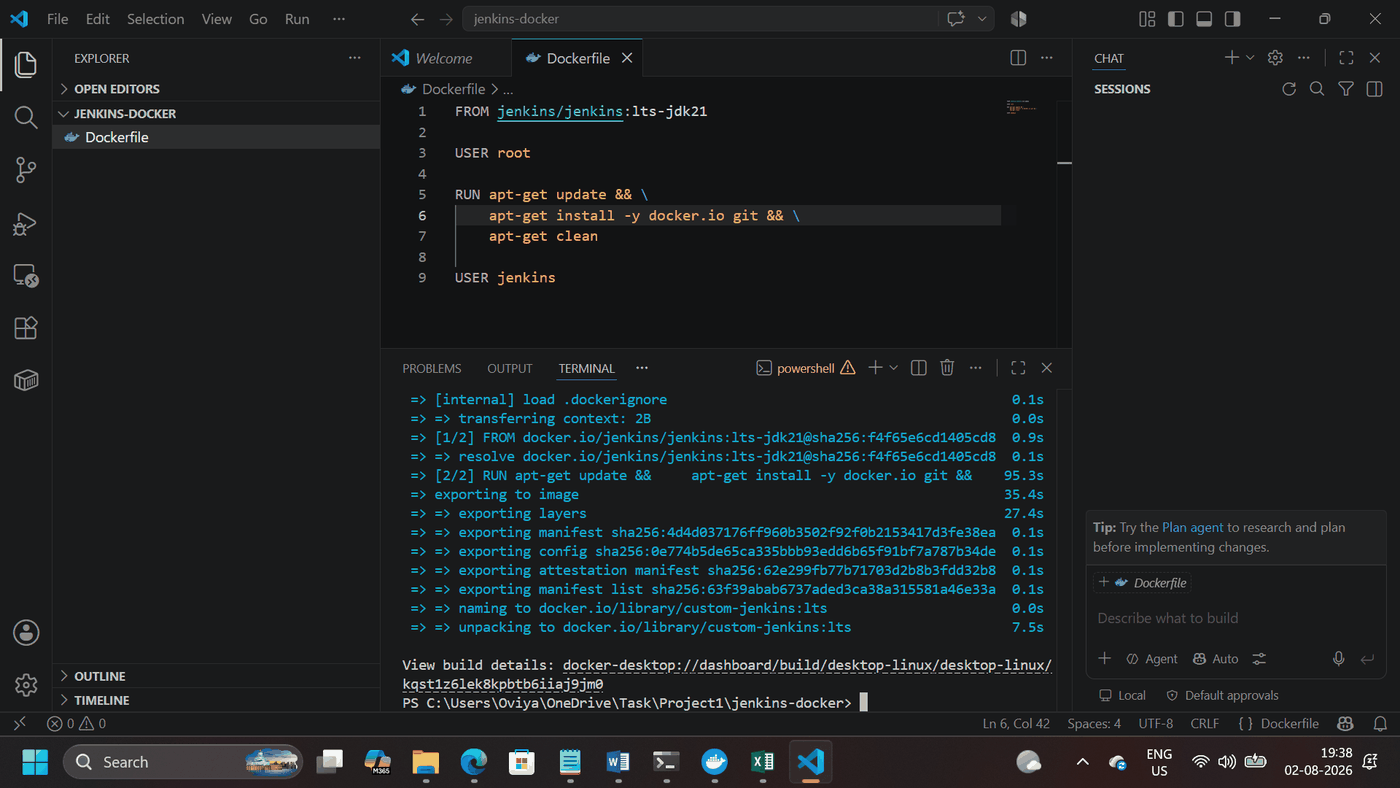 File Edit Selection View Go Run ···
jenkins-docker
EXPLORER ···
OPEN EDITORS
JENKINS-DOCKER
Dockerfile
Welcome
Dockerfile
Dockerfile > ...
1 FROM jenkins/jenkins:lts-jdk21
2
3 USER root
4
5 RUN apt-get update && \
6 apt-get install -y docker.io git && \
7 apt-get clean
8
9 USER jenkins
PROBLEMS OUTPUT TERMINAL ···
powershell
=> [internal] load .dockerignore 0.1s
=> => transferring context: 2B 0.0s
=> [1/2] FROM docker.io/jenkins/jenkins:lts-jdk21@sha256:f4f65e6cd1405cd8 0.9s
=> => resolve docker.io/jenkins/jenkins:lts-jdk21@sha256:f4f65e6cd1405cd8 0.1s
=> [2/2] RUN apt-get update && apt-get install -y docker.io git && 95.3s
=> exporting to image 35.4s
=> => exporting layers 27.4s
=> => exporting manifest sha256:4d4d037176ff960b3502f92f0b2153417d3fe38ea 0.1s
=> => exporting config sha256:0e774b5de65ca335bbb93edd6b65f91bf7a787b34de 0.1s
=> => exporting attestation manifest sha256:62e299fb77b71703d2b8b3fdd32b8 0.1s
=> => exporting manifest list sha256:63f39abab6737aded3ca38a315581a46e33a 0.1s
=> => naming to docker.io/library/custom-jenkins:lts 0.0s
=> => unpacking to docker.io/library/custom-jenkins:lts 7.5s
View build details: docker-desktop://dashboard/build/desktop-linux/desktop-linux/
kqst1z6lek8kpbtb6iiaj9jm0
PS C:\Users\Oviya\OneDrive\Task\Project1\jenkins-docker>
CHAT
SESSIONS
Tip: Try the Plan agent to research and plan
before implementing changes.
+ Dockerfile
Describe what to build
Agent Auto
Local Default approvals
OUTLINE
TIMELINE
0 0
Ln 6, Col 42 Spaces: 4 UTF-8 CRLF { } Dockerfile
Search
M365
ENG
US
19:38
02-08-2026